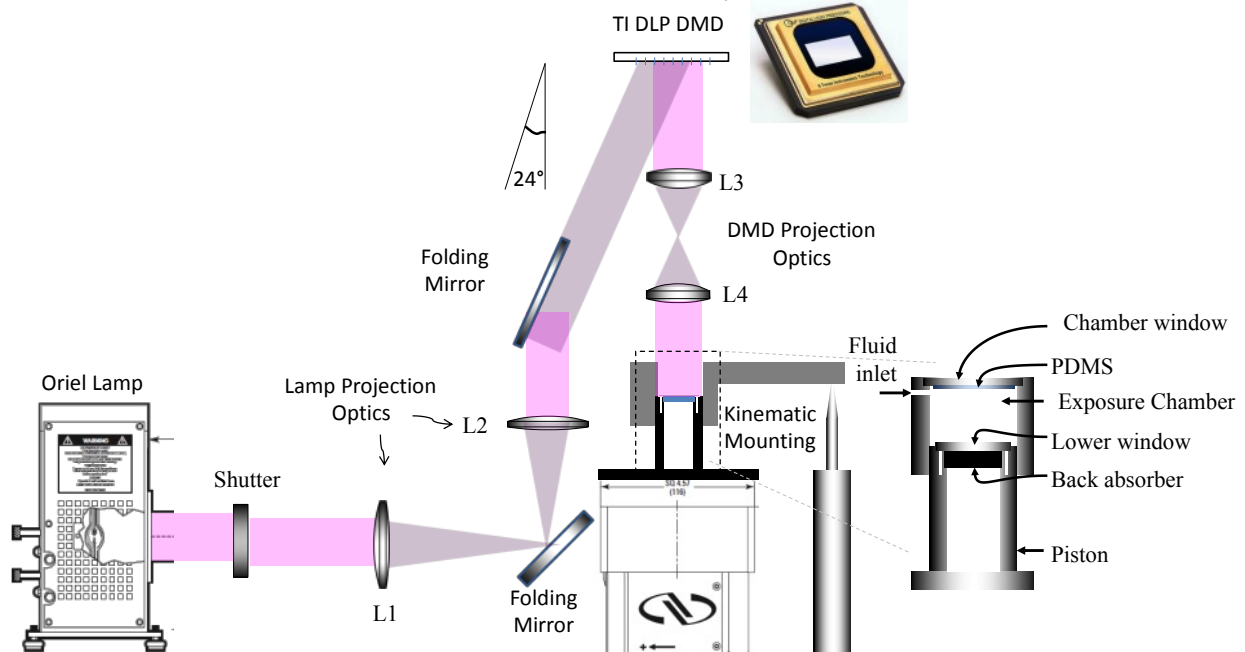 TI DLP DMD
24°
L3
DMD Projection
Optics
Folding
Mirror
L4
Chamber window
Fluid
inlet
PDMS
Oriel Lamp
Lamp Projection
Optics
Exposure Chamber
L2
Kinematic
Mounting
Lower window
WARNING
Shutter
Back absorber
SQ 4.57
(116)
Piston
L1
Folding
Mirror
+